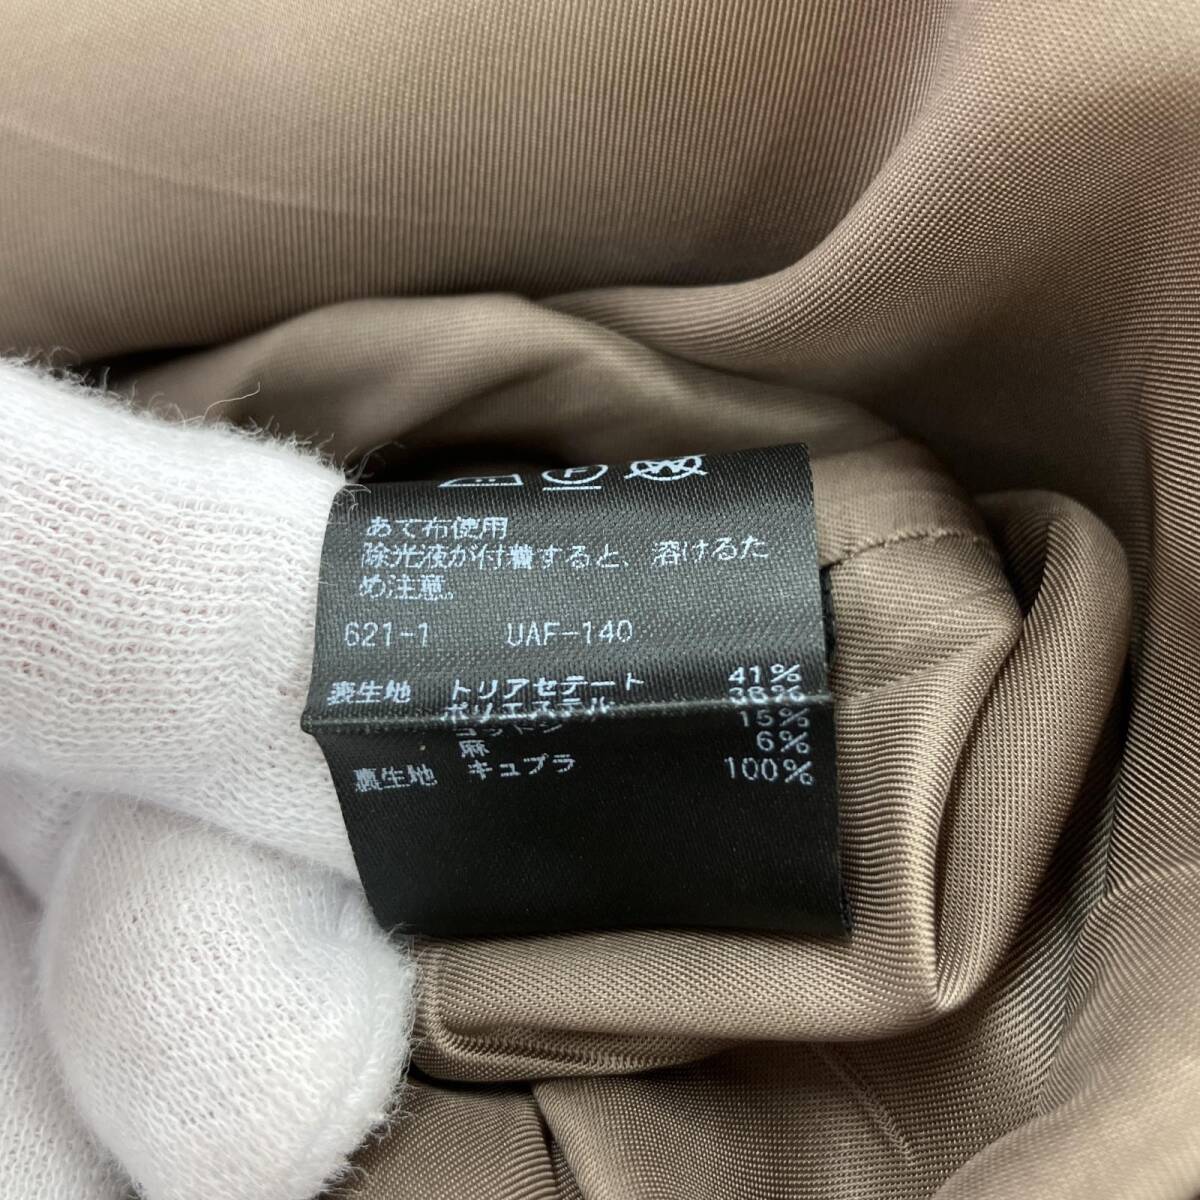 F W
あて布使用
除光液が付着すると、溶けるた
め注意。
621-1 UAF-140
表生地 トリアセテート 41%
ポリエステル 38%
コットン 15%
麻 6%
裏生地 キュプラ 100%